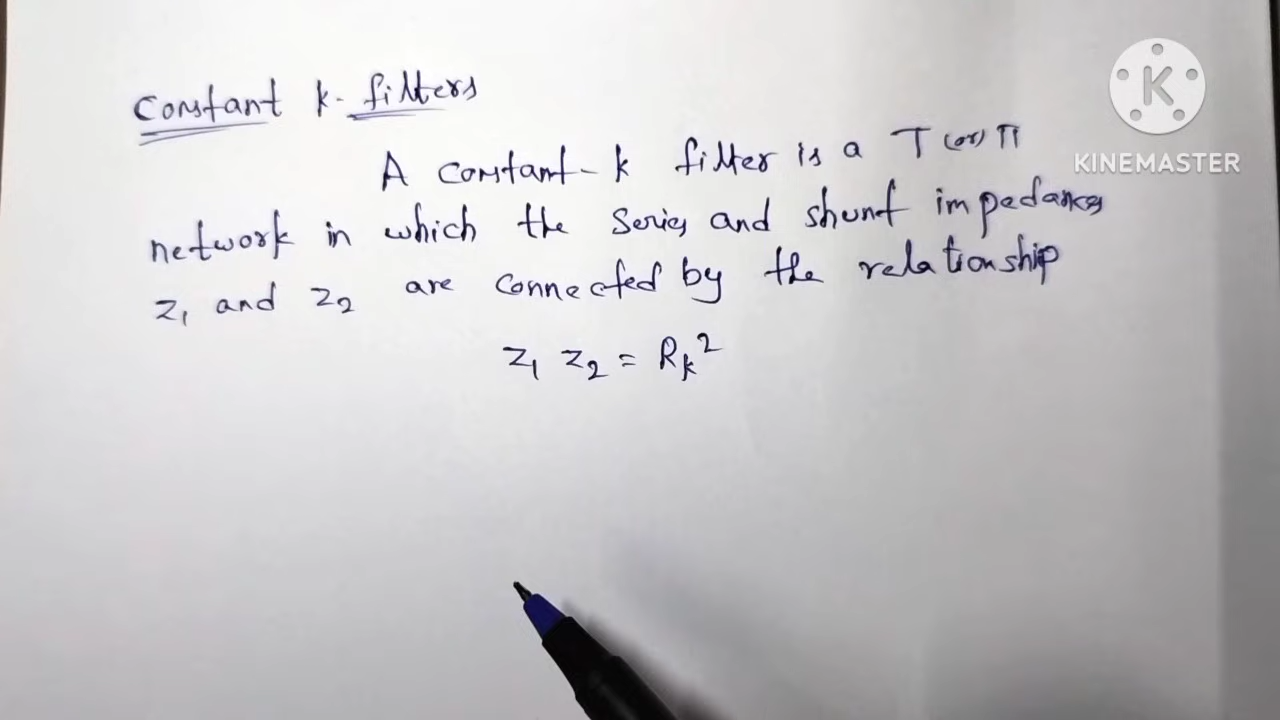 Constant k-filters
A constant-k filter is a T (or) π
network in which the series and shunt impedances
z₁ and z₂ are connected by the relationship
z₁ z₂ = Rₖ²
K
KINEMASTER